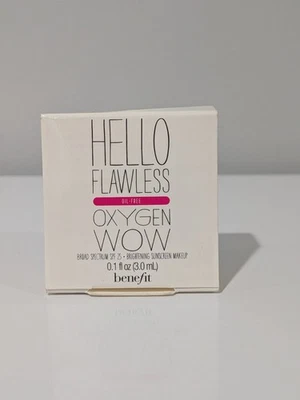 HELLO
FLAWLESS
OIL-FREE
OXYGEN
WOW
BROAD SPECTRUM SPF 25 • BRIGHTENING SUNSCREEN MAKEUP
0.1 fl oz (3.0 mL)
benefit